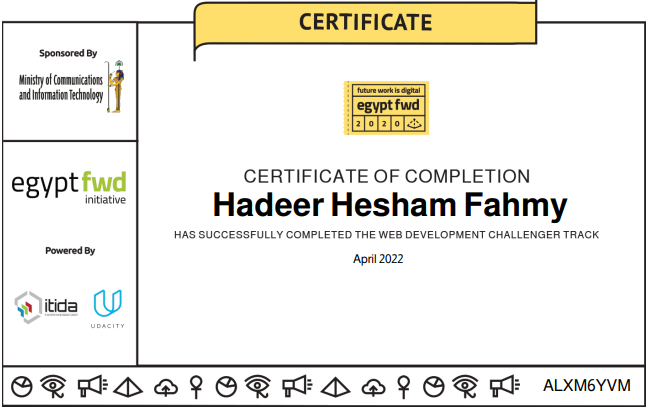 CERTIFICATE
Sponsored By
Ministry of Communications
and Information Technology
egypt fwd
initiative
Powered By
itida
UDACITY
future work is digital
egypt fwd
2 0 2 0
CERTIFICATE OF COMPLETION
Hadeer Hesham Fahmy
HAS SUCCESSFULLY COMPLETED THE WEB DEVELOPMENT CHALLENGER TRACK
April 2022
ALXM6YVM